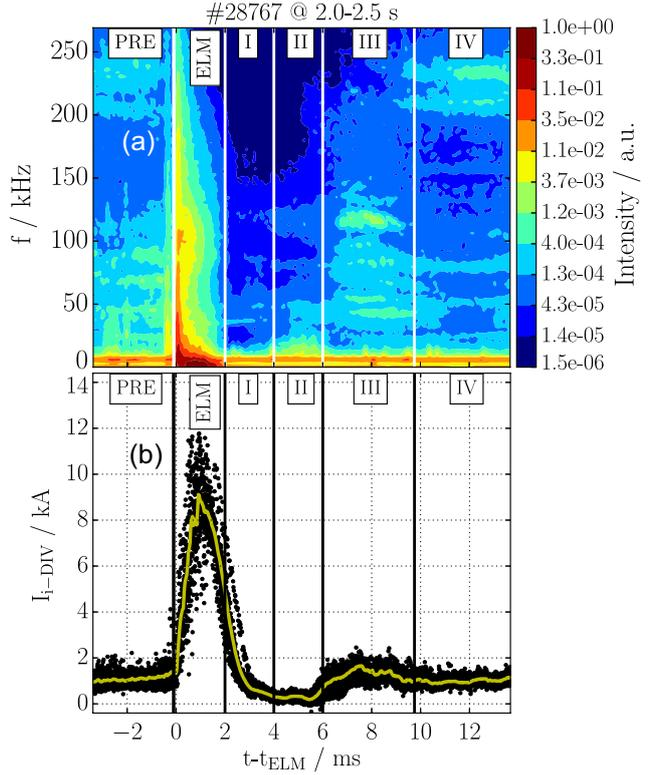 #28767 @ 2.0-2.5 s
PRE
ELM
I
II
III
IV
(a)
250
200
150
100
50
0
f / kHz
1.0e+00
3.3e-01
1.1e-01
3.5e-02
1.1e-02
3.7e-03
1.2e-03
4.0e-04
1.3e-04
4.3e-05
1.4e-05
1.5e-06
Intensity / a.u.
PRE
ELM
I
II
III
IV
(b)
14
12
10
8
6
4
2
0
I_{i-DIV} / kA
−2 0 2 4 6 8 10 12
t-t_{ELM} / ms